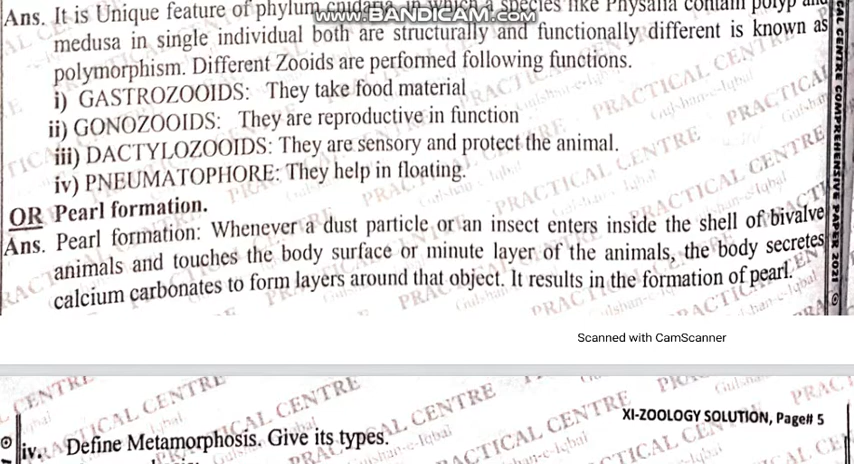 Ans. It is Unique feature of phylum cnidaria, in which a species like Physalia contain polyp and
www.BANDICAM.com
medusa in single individual both are structurally and functionally different is known as
polymorphism. Different Zooids are performed following functions.
i) GASTROZOOIDS: They take food material
ii) GONOZOOIDS: They are reproductive in function
iii) DACTYLOZOOIDS: They are sensory and protect the animal.
iv) PNEUMATOPHORE: They help in floating.
OR Pearl formation.
Ans. Pearl formation: Whenever a dust particle or an insect enters inside the shell of bivalve
animals and touches the body surface or minute layer of the animals, the body secretes
calcium carbonates to form layers around that object. It results in the formation of pearl.
CAL CENTRE COMPREHENSIVE PAPER 2021
Scanned with CamScanner
XI-ZOOLOGY SOLUTION, Page# 5
iv. Define Metamorphosis. Give its types.
PRACTICAL CENTRE
Gulshan-e-Iqbal